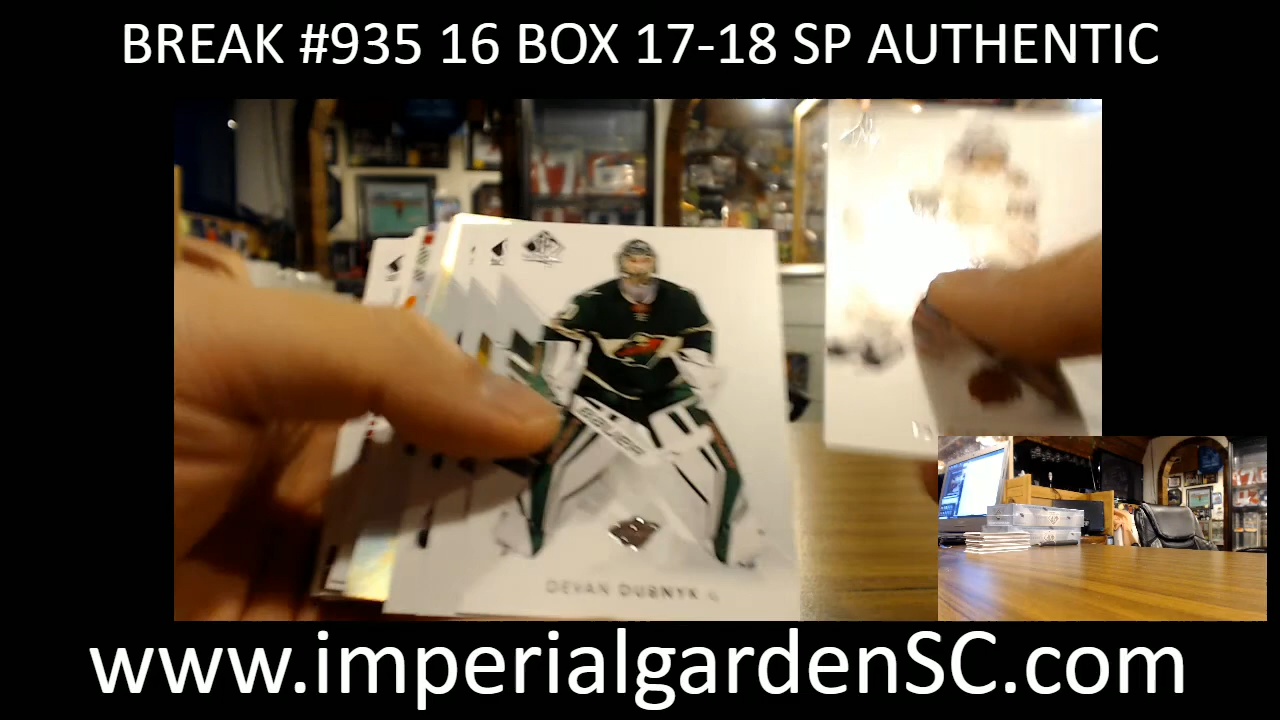 BREAK #935 16 BOX 17-18 SP AUTHENTIC
DEVAN DUBNYK
www.imperialgardenSC.com